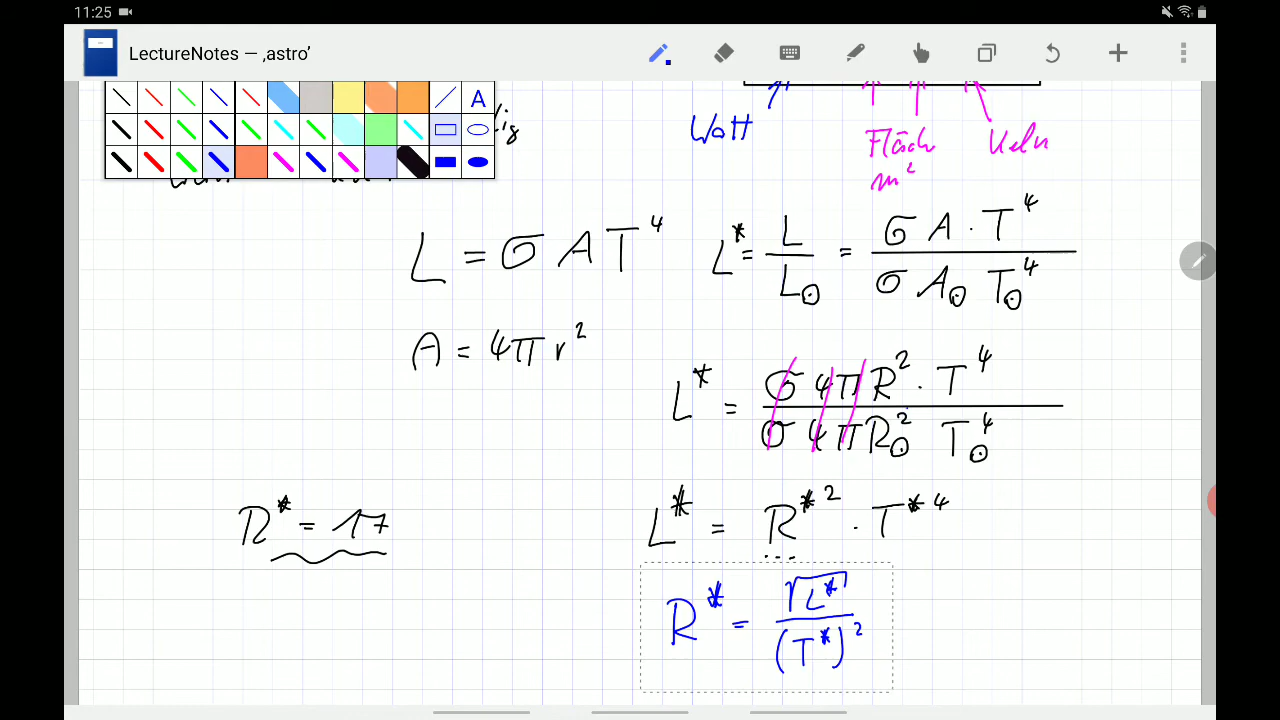 11:25
LectureNotes — ‚astro’
A
Watt
Fläch
m²
L = σ A T⁴
L* = L / L⊙ = σ A · T⁴ / σ A⊙ T⊙⁴
A = 4π r²
L* = σ 4π R² · T⁴ / σ 4π R⊙² T⊙⁴
R* = 17
L* = R*² · T*⁴
R* = √L* / (T*)²